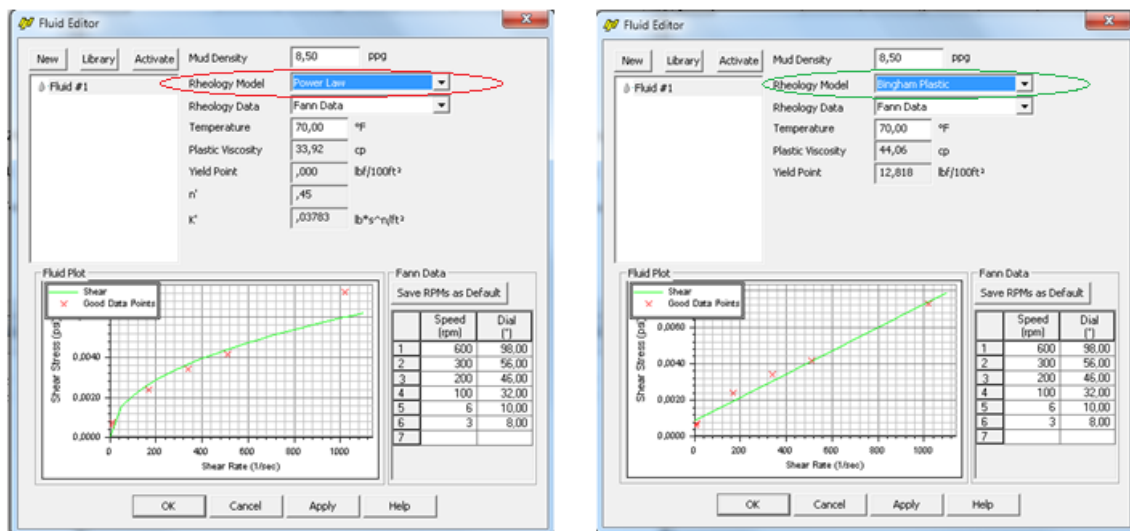 Fluid Editor
New Library Activate
Fluid #1
Mud Density 8,50 ppg
Rheology Model Power Law
Rheology Data Fann Data
Temperature 70,00 °F
Plastic Viscosity 33,92 cp
Yield Point ,000 lbf/100ft²
n' ,45
K' ,03783 lb*s^n/ft²
Fluid Plot
Shear
Good Data Points
Shear Stress (psi)
0,0040
0,0020
0,0000
0 200 400 600 800 1000
Shear Rate (1/sec)
Fann Data
Save RPMs as Default
Speed (rpm) Dial (°)
1 600 98,00
2 300 56,00
3 200 46,00
4 100 32,00
5 6 10,00
6 3 8,00
7
OK Cancel Apply Help
Fluid Editor
New Library Activate
Fluid #1
Mud Density 8,50 ppg
Rheology Model Bingham Plastic
Rheology Data Fann Data
Temperature 70,00 °F
Plastic Viscosity 44,06 cp
Yield Point 12,818 lbf/100ft²
Fluid Plot
Shear
Good Data Points
Shear Stress (psi)
0,0060
0,0040
0,0020
0,0000
0 200 400 600 800 1000
Shear Rate (1/sec)
Fann Data
Save RPMs as Default
Speed (rpm) Dial (°)
1 600 98,00
2 300 56,00
3 200 46,00
4 100 32,00
5 6 10,00
6 3 8,00
7
OK Cancel Apply Help